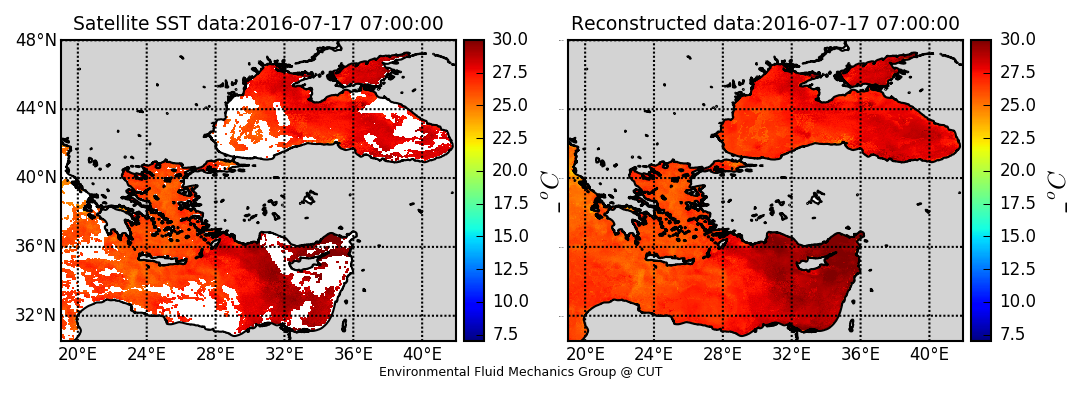 Satellite SST data:2016-07-17 07:00:00
48°N
44°N
40°N
36°N
32°N
20°E 24°E 28°E 32°E 36°E 40°E
30.0
27.5
25.0
22.5
20.0
17.5
15.0
12.5
10.0
7.5
_ °C
Reconstructed data:2016-07-17 07:00:00
20°E 24°E 28°E 32°E 36°E 40°E
30.0
27.5
25.0
22.5
20.0
17.5
15.0
12.5
10.0
7.5
_ °C
Environmental Fluid Mechanics Group @ CUT